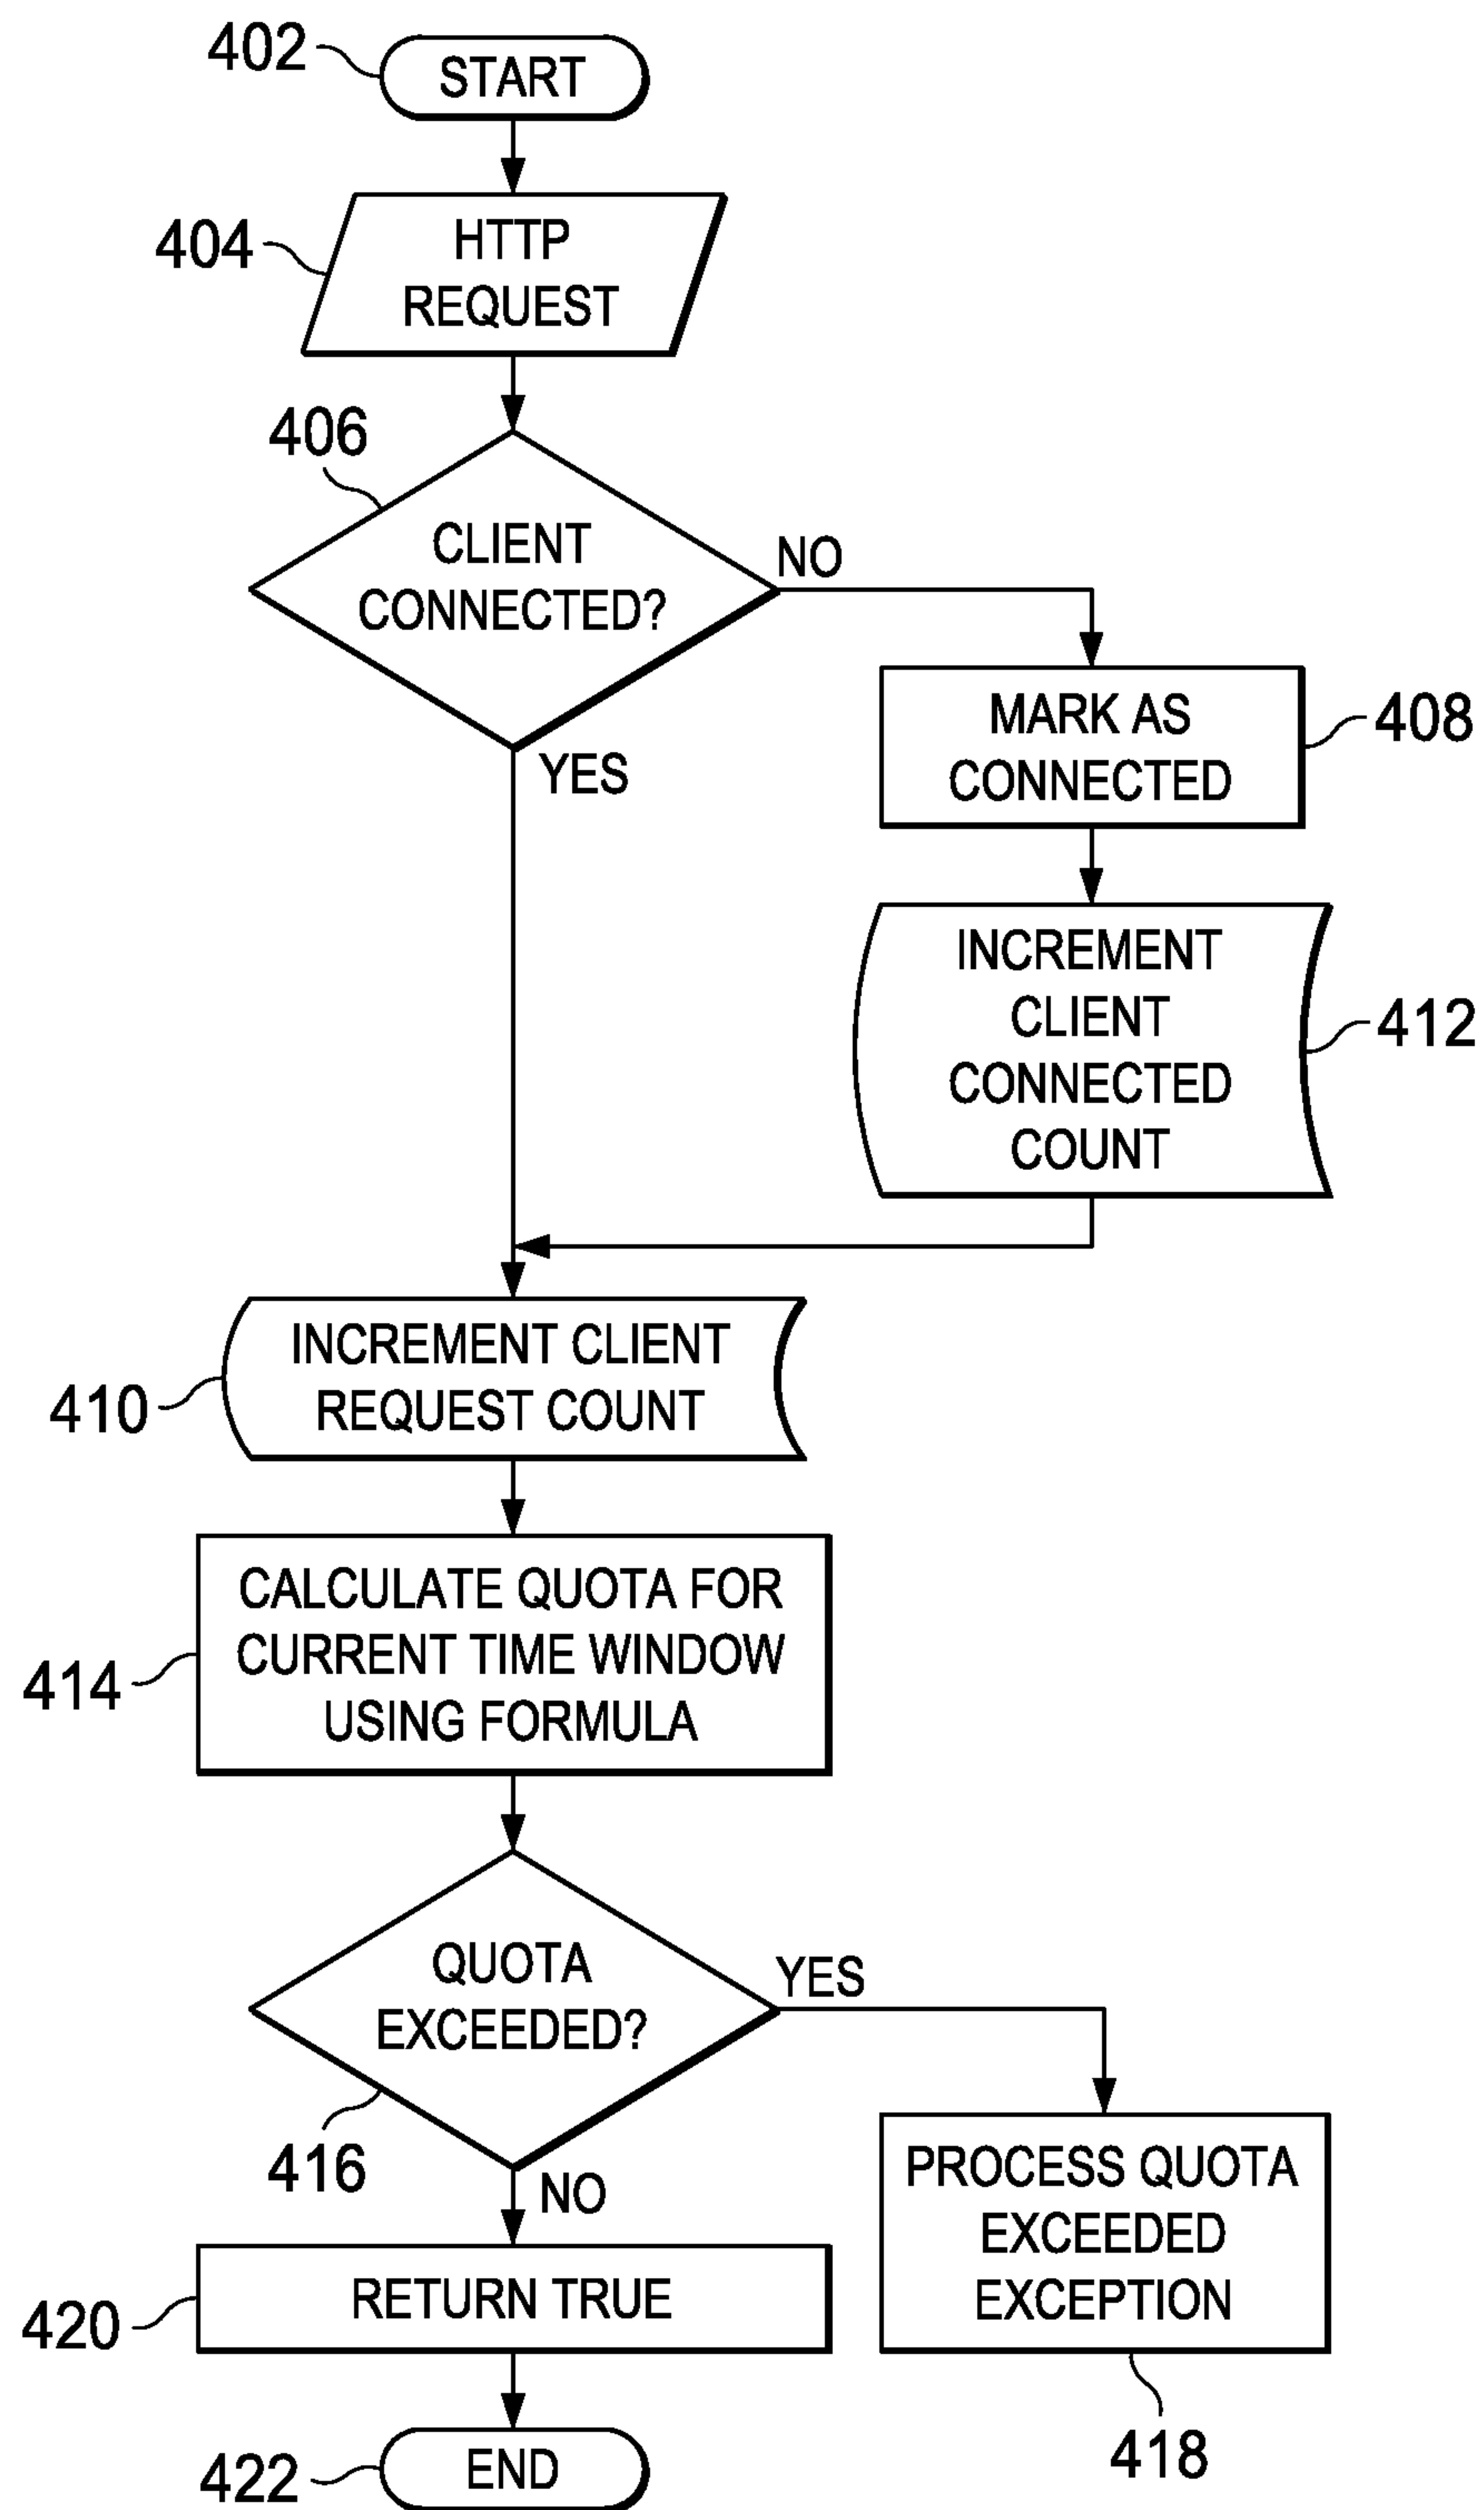 402
START
404
HTTP
REQUEST
406
CLIENT
CONNECTED?
NO
YES
MARK AS
CONNECTED
408
INCREMENT
CLIENT
CONNECTED
COUNT
412
INCREMENT CLIENT
REQUEST COUNT
410
CALCULATE QUOTA FOR
CURRENT TIME WINDOW
USING FORMULA
414
QUOTA
EXCEEDED?
YES
416
NO
PROCESS QUOTA
EXCEEDED
EXCEPTION
418
RETURN TRUE
420
END
422